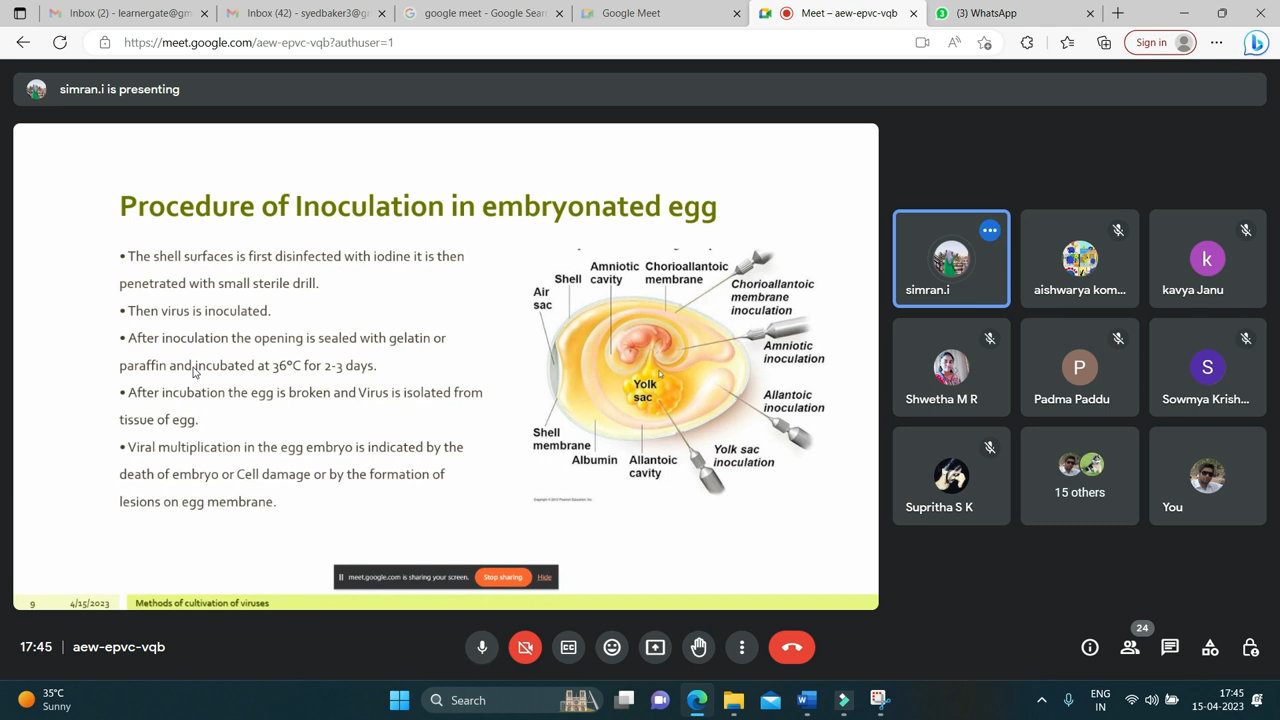 Inbox (2) - learnergate@gm
Inbox (42) - syedbaker3@gr
google meet - Google Sear
Google Meet
Meet – aew-epvc-vqb
(3) WhatsApp
https://meet.google.com/aew-epvc-vqb?authuser=1
Sign in
simran.i is presenting
Procedure of Inoculation in embryonated egg
• The shell surfaces is first disinfected with iodine it is then
penetrated with small sterile drill.
• Then virus is inoculated.
• After inoculation the opening is sealed with gelatin or
paraffin and incubated at 36°C for 2-3 days.
• After incubation the egg is broken and Virus is isolated from
tissue of egg.
• Viral multiplication in the egg embryo is indicated by the
death of embryo or Cell damage or by the formation of
lesions on egg membrane.
Air
sac
Shell
Amniotic
cavity
Chorioallantoic
membrane
Chorioallantoic
membrane
inoculation
Amniotic
inoculation
Allantoic
inoculation
Yolk sac
inoculation
Yolk
sac
Shell
membrane
Albumin
Allantoic
cavity
Copyright © 2010 Pearson Education, Inc.
meet.google.com is sharing your screen.
Stop sharing
Hide
9
4/15/2023
Methods of cultivation of viruses
simran.i
aishwarya kom...
kavya Janu
k
Shwetha M R
P
Padma Paddu
S
Sowmya Krish...
Supritha S K
15 others
You
17:45 | aew-epvc-vqb
24
35°C
Sunny
Search
ENG
IN
17:45
15-04-2023